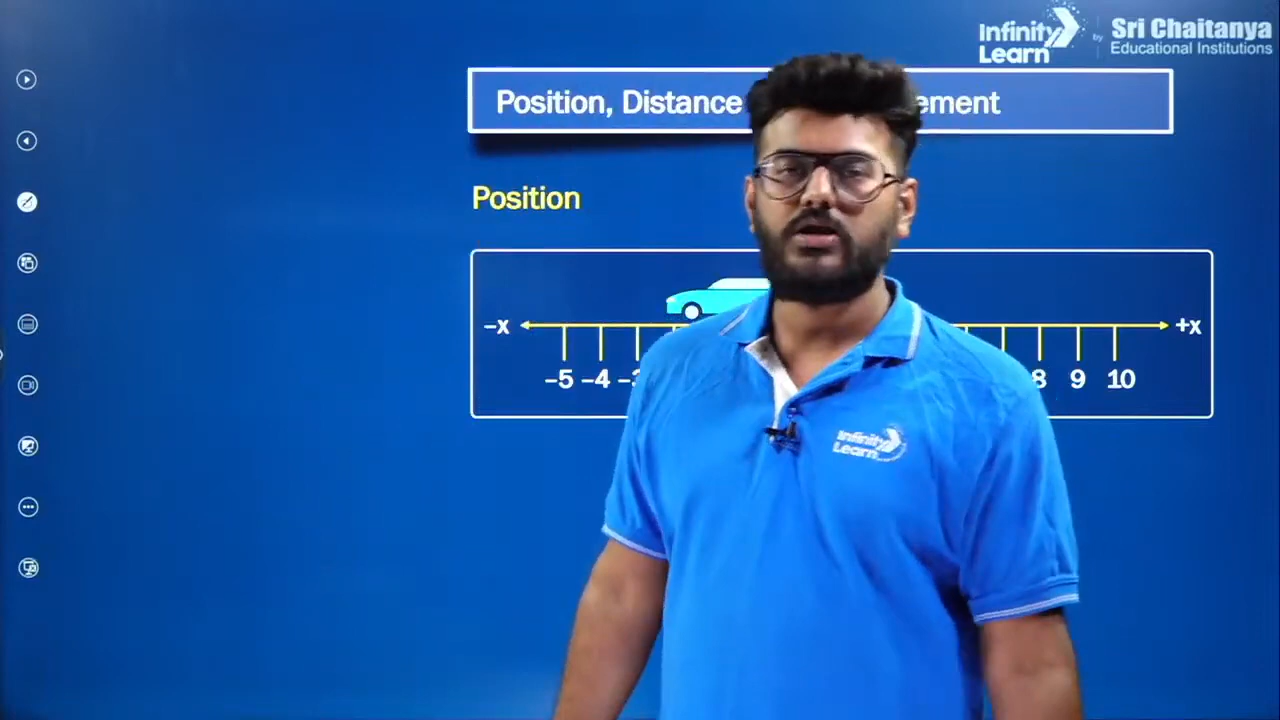 Infinity Learn by Sri Chaitanya Educational Institutions
Position, Distance ement
Position
–x +x
–5 –4 8 9 10
Infinity Learn